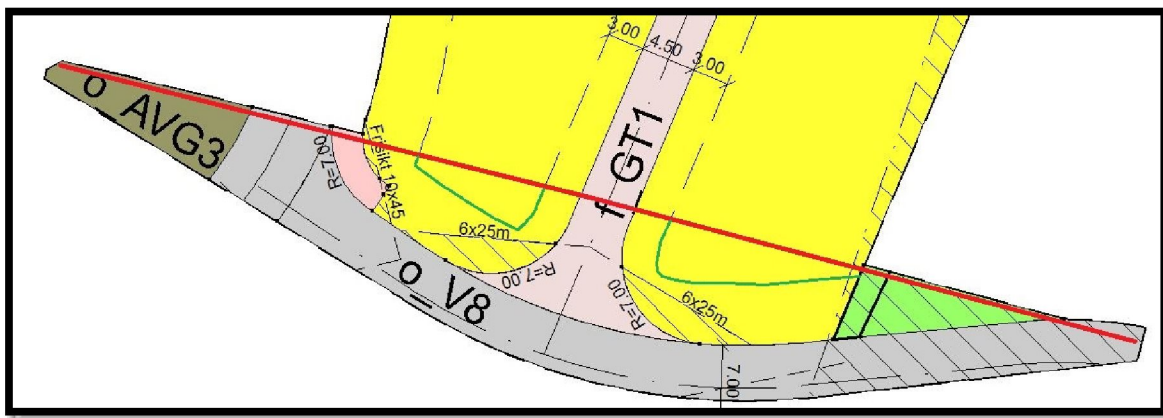 3.00
4.50
3.00
o_AVG3
R=7.00
Frisikt 10x45
f_GT1
6x25m
R=7.00
o_V8
R=7.00
6x25m
7.00